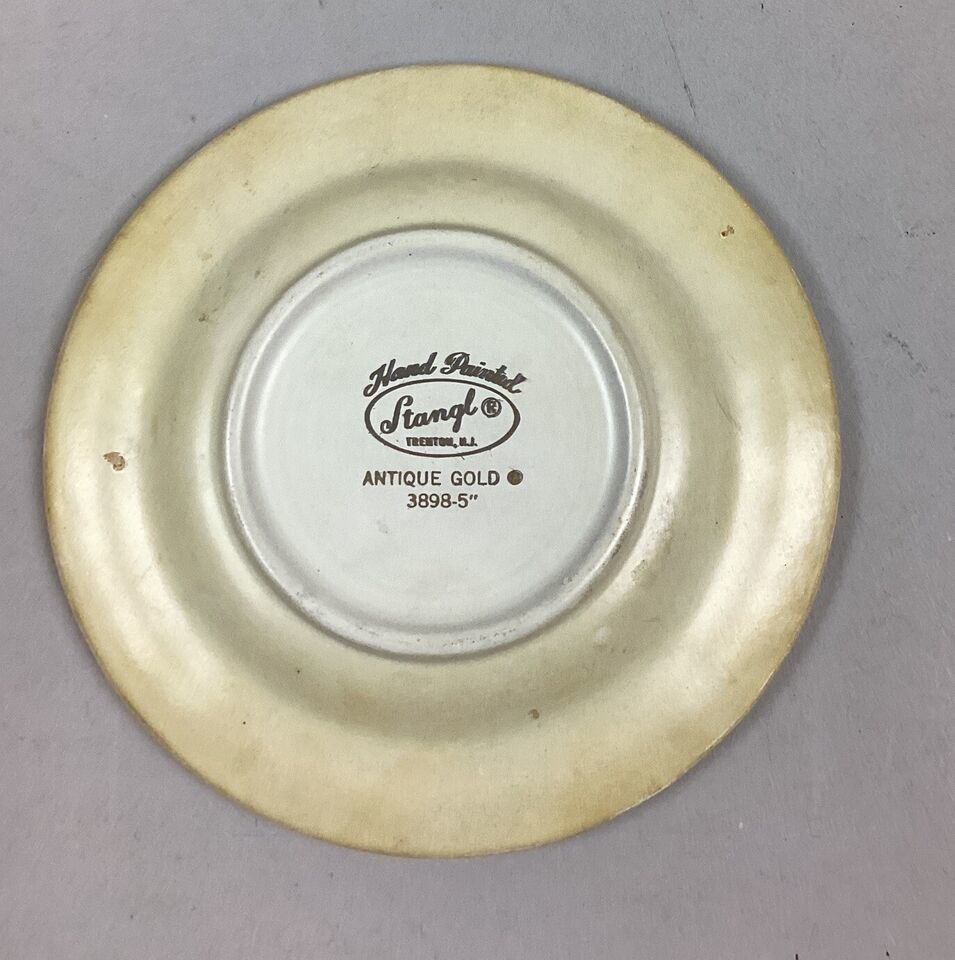 Hand Painted
Stangl ®
TRENTON, N.J.
ANTIQUE GOLD
3898-5"